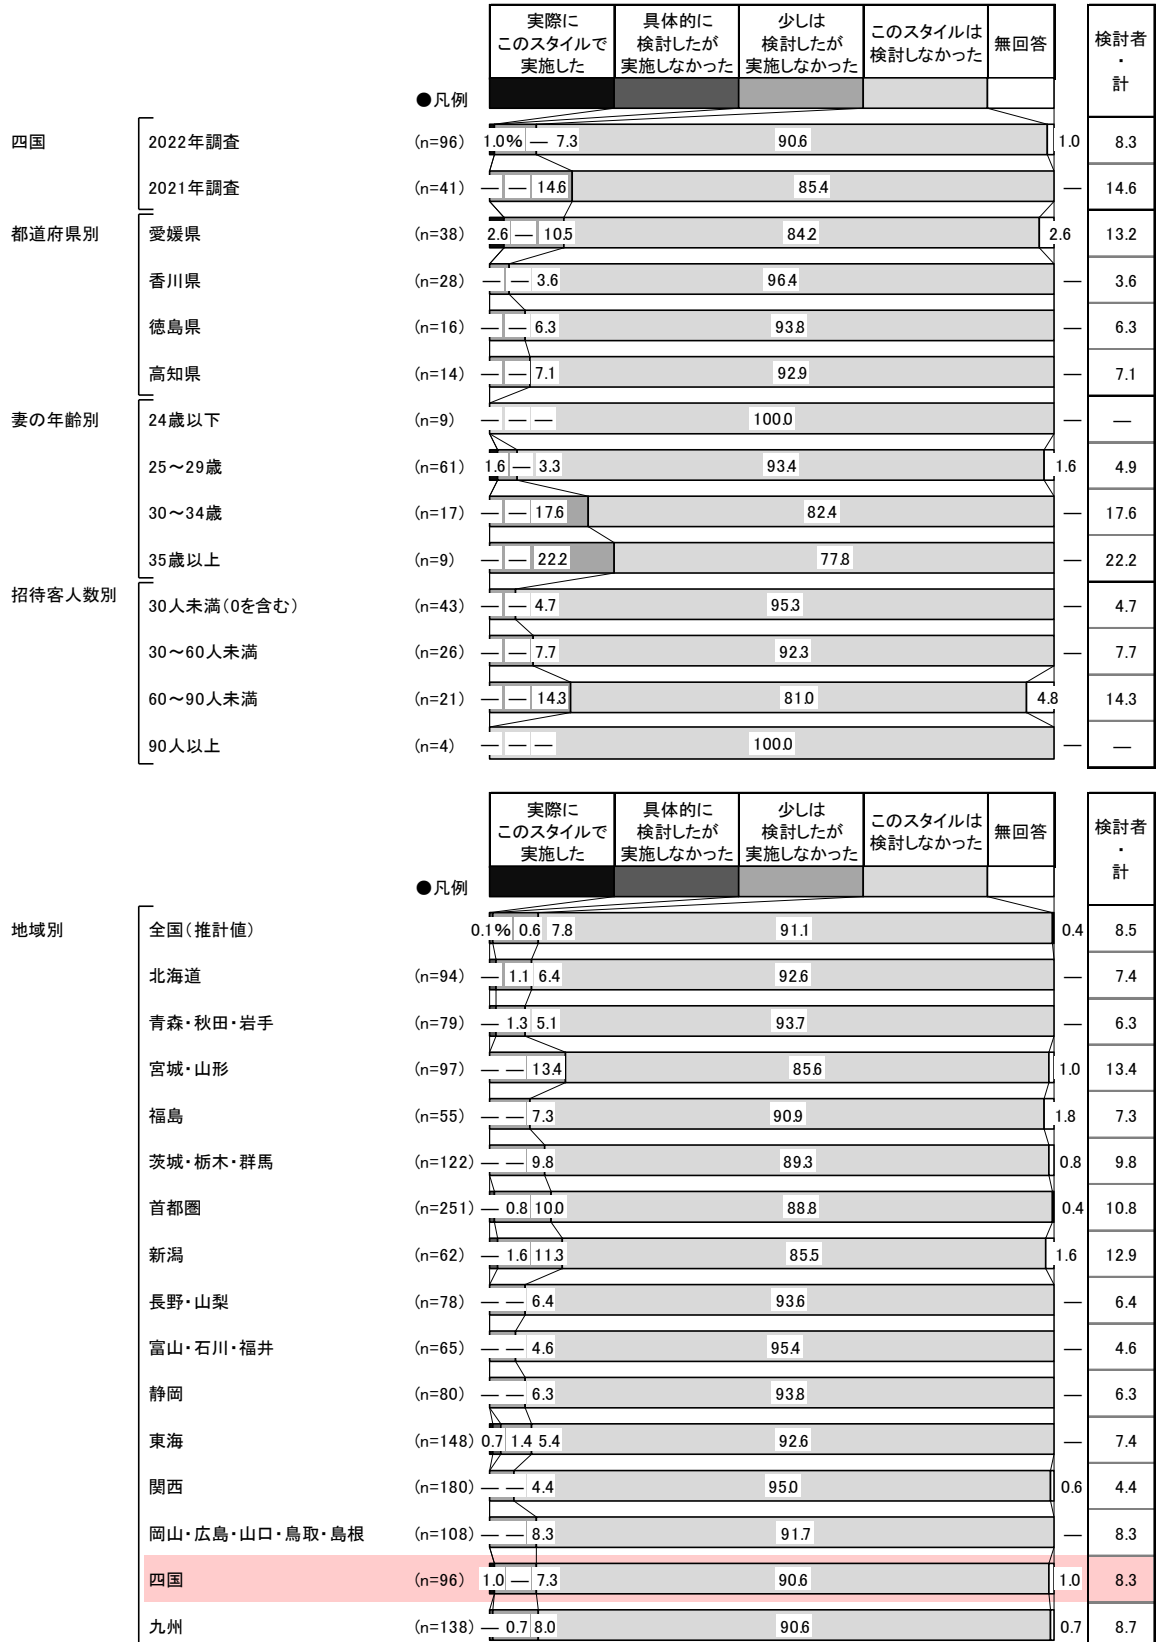 実際に
このスタイルで
実施した
具体的に
検討したが
実施しなかった
少しは
検討したが
実施しなかった
このスタイルは
検討しなかった
無回答
検討者
・
計
●凡例
四国 2022年調査 (n=96) 1.0% — 7.3 90.6 1.0 8.3
2021年調査 (n=41) — — 14.6 85.4 — 14.6
都道府県別 愛媛県 (n=38) 2.6 — 10.5 84.2 2.6 13.2
香川県 (n=28) — — 3.6 96.4 — 3.6
徳島県 (n=16) — — 6.3 93.8 — 6.3
高知県 (n=14) — — 7.1 92.9 — 7.1
妻の年齢別 24歳以下 (n=9) — — — 100.0 — —
25～29歳 (n=61) 1.6 — 3.3 93.4 1.6 4.9
30～34歳 (n=17) — — 17.6 82.4 — 17.6
35歳以上 (n=9) — — 22.2 77.8 — 22.2
招待客人数別 30人未満(0を含む) (n=43) — — 4.7 95.3 — 4.7
30～60人未満 (n=26) — — 7.7 92.3 — 7.7
60～90人未満 (n=21) — — 14.3 81.0 4.8 14.3
90人以上 (n=4) — — — 100.0 — —
実際に
このスタイルで
実施した
具体的に
検討したが
実施しなかった
少しは
検討したが
実施しなかった
このスタイルは
検討しなかった
無回答
検討者
・
計
●凡例
地域別 全国(推計値) 0.1% 0.6 7.8 91.1 0.4 8.5
北海道 (n=94) — 1.1 6.4 92.6 — 7.4
青森・秋田・岩手 (n=79) — 1.3 5.1 93.7 — 6.3
宮城・山形 (n=97) — — 13.4 85.6 1.0 13.4
福島 (n=55) — — 7.3 90.9 1.8 7.3
茨城・栃木・群馬 (n=122) — — 9.8 89.3 0.8 9.8
首都圏 (n=251) — 0.8 10.0 88.8 0.4 10.8
新潟 (n=62) — 1.6 11.3 85.5 1.6 12.9
長野・山梨 (n=78) — — 6.4 93.6 — 6.4
富山・石川・福井 (n=65) — — 4.6 95.4 — 4.6
静岡 (n=80) — — 6.3 93.8 — 6.3
東海 (n=148) 0.7 1.4 5.4 92.6 — 7.4
関西 (n=180) — — 4.4 95.0 0.6 4.4
岡山・広島・山口・鳥取・島根 (n=108) — — 8.3 91.7 — 8.3
四国 (n=96) 1.0 — 7.3 90.6 1.0 8.3
九州 (n=138) — 0.7 8.0 90.6 0.7 8.7